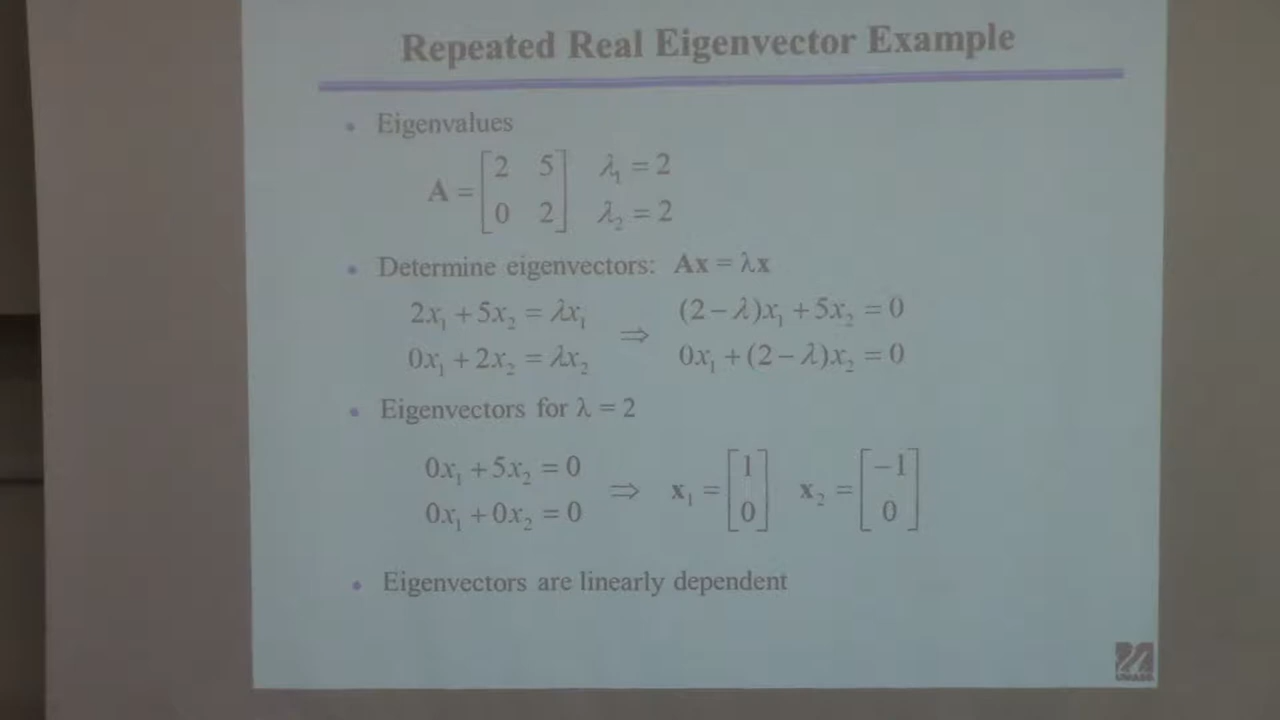 Repeated Real Eigenvector Example
• Eigenvalues
A = [2 5; 0 2] λ₁ = 2 λ₂ = 2
• Determine eigenvectors: Ax = λx
2x₁ + 5x₂ = λx₁ ⇒ (2 − λ)x₁ + 5x₂ = 0
0x₁ + 2x₂ = λx₂ 0x₁ + (2 − λ)x₂ = 0
• Eigenvectors for λ = 2
0x₁ + 5x₂ = 0 ⇒ x₁ = [1; 0] x₂ = [−1; 0]
0x₁ + 0x₂ = 0
• Eigenvectors are linearly dependent